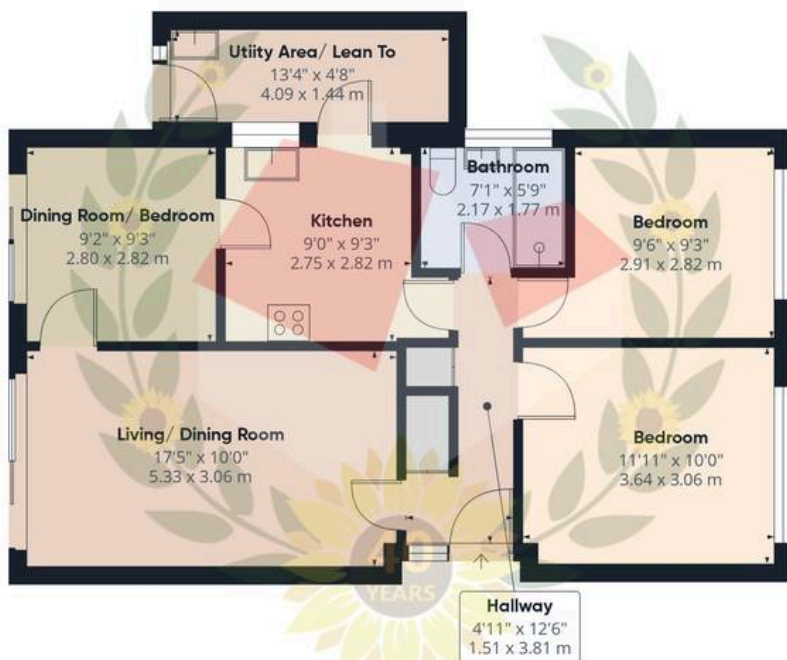 Utiity Area/ Lean To
13'4" x 4'8"
4.09 x 1.44 m
Dining Room/ Bedroom
9'2" x 9'3"
2.80 x 2.82 m
Kitchen
9'0" x 9'3"
2.75 x 2.82 m
Bathroom
7'1" x 5'9"
2.17 x 1.77 m
Bedroom
9'6" x 9'3"
2.91 x 2.82 m
Living/ Dining Room
17'5" x 10'0"
5.33 x 3.06 m
Bedroom
11'11" x 10'0"
3.64 x 3.06 m
40
YEARS
Hallway
4'11" x 12'6"
1.51 x 3.81 m